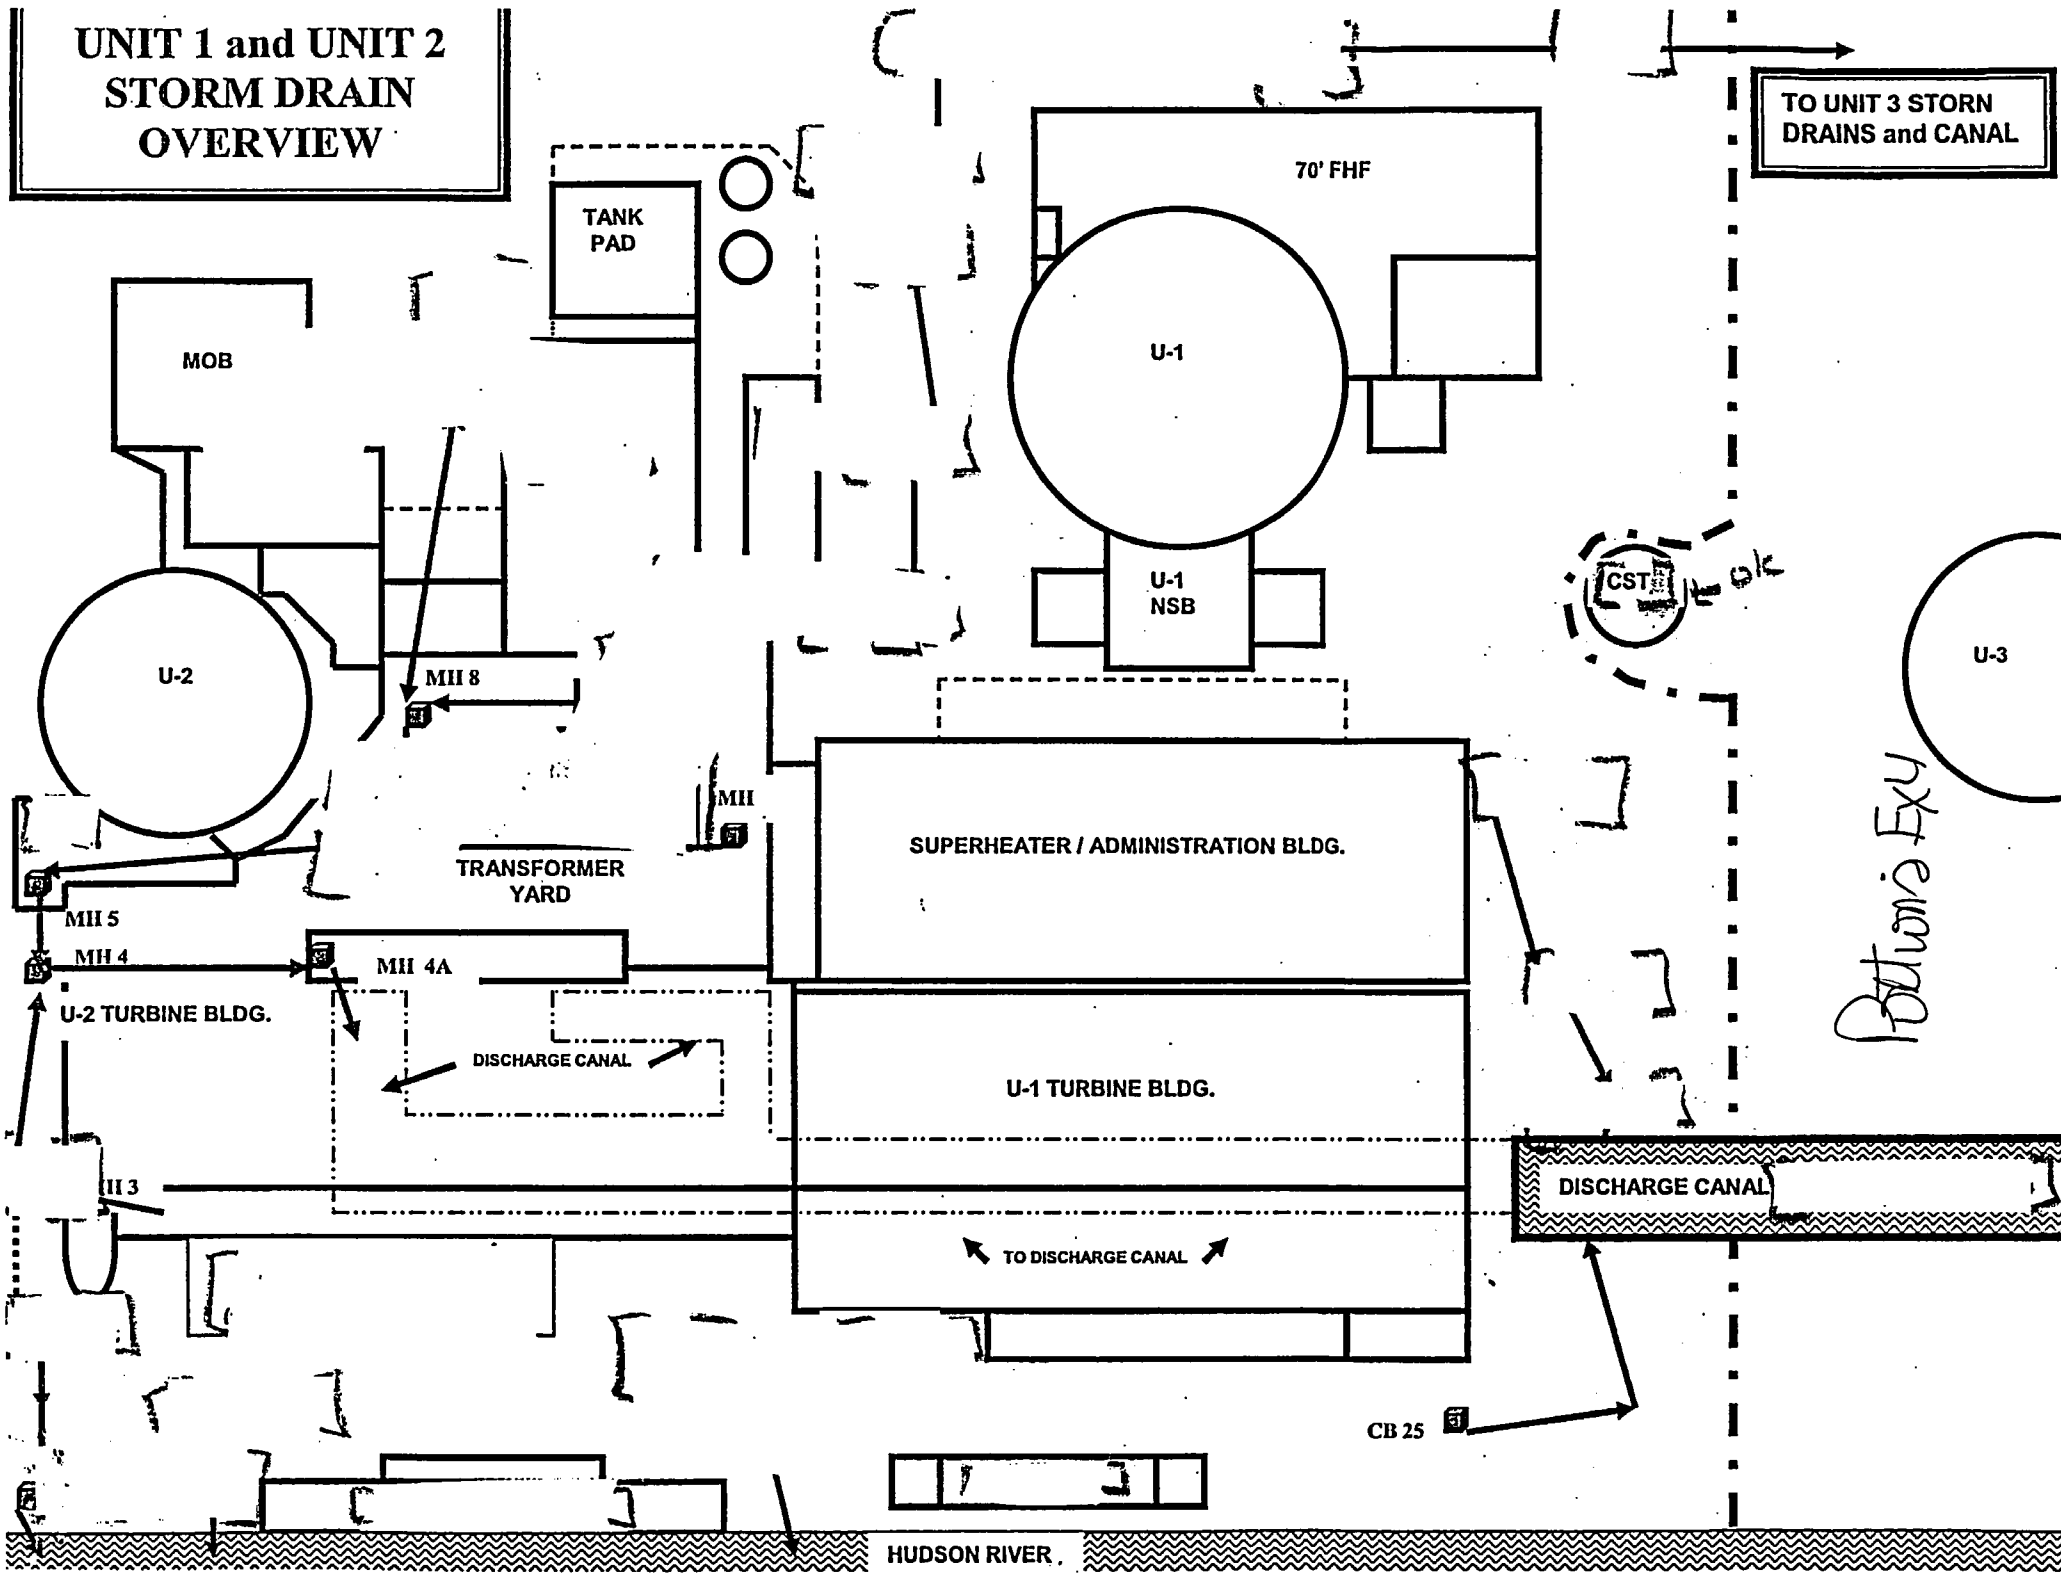 UNIT 1 and UNIT 2
STORM DRAIN
OVERVIEW
TO UNIT 3 STORN
DRAINS and CANAL
70' FHF
TANK
PAD
MOB
U-1
U-1
NSB
CST
ok
U-2
U-3
MH 8
MH
SUPERHEATER / ADMINISTRATION BLDG.
TRANSFORMER
YARD
MH 5
MH 4
MH 4A
U-2 TURBINE BLDG.
DISCHARGE CANAL
U-1 TURBINE BLDG.
H 3
DISCHARGE CANAL
TO DISCHARGE CANAL
CB 25
HUDSON RIVER